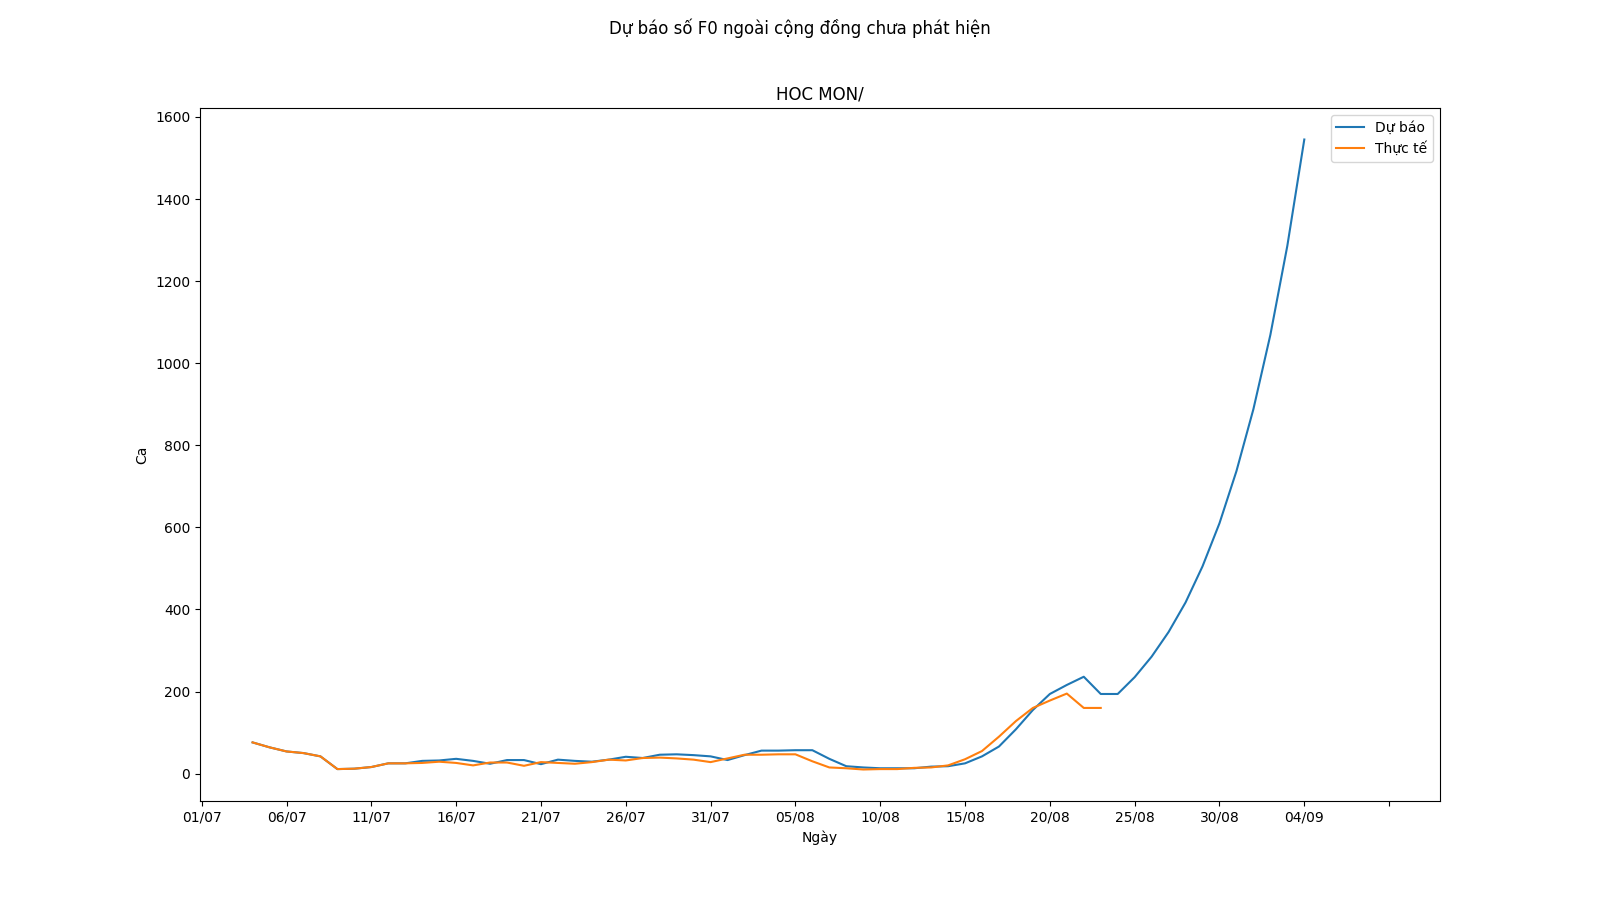 Dự báo số F0 ngoài cộng đồng chưa phát hiện
HOC MON/
1600
1400
1200
1000
800
600
400
200
0
Ca
Dự báo
Thực tế
01/07 06/07 11/07 16/07 21/07 26/07 31/07 05/08 10/08 15/08 20/08 25/08 30/08 04/09
Ngày